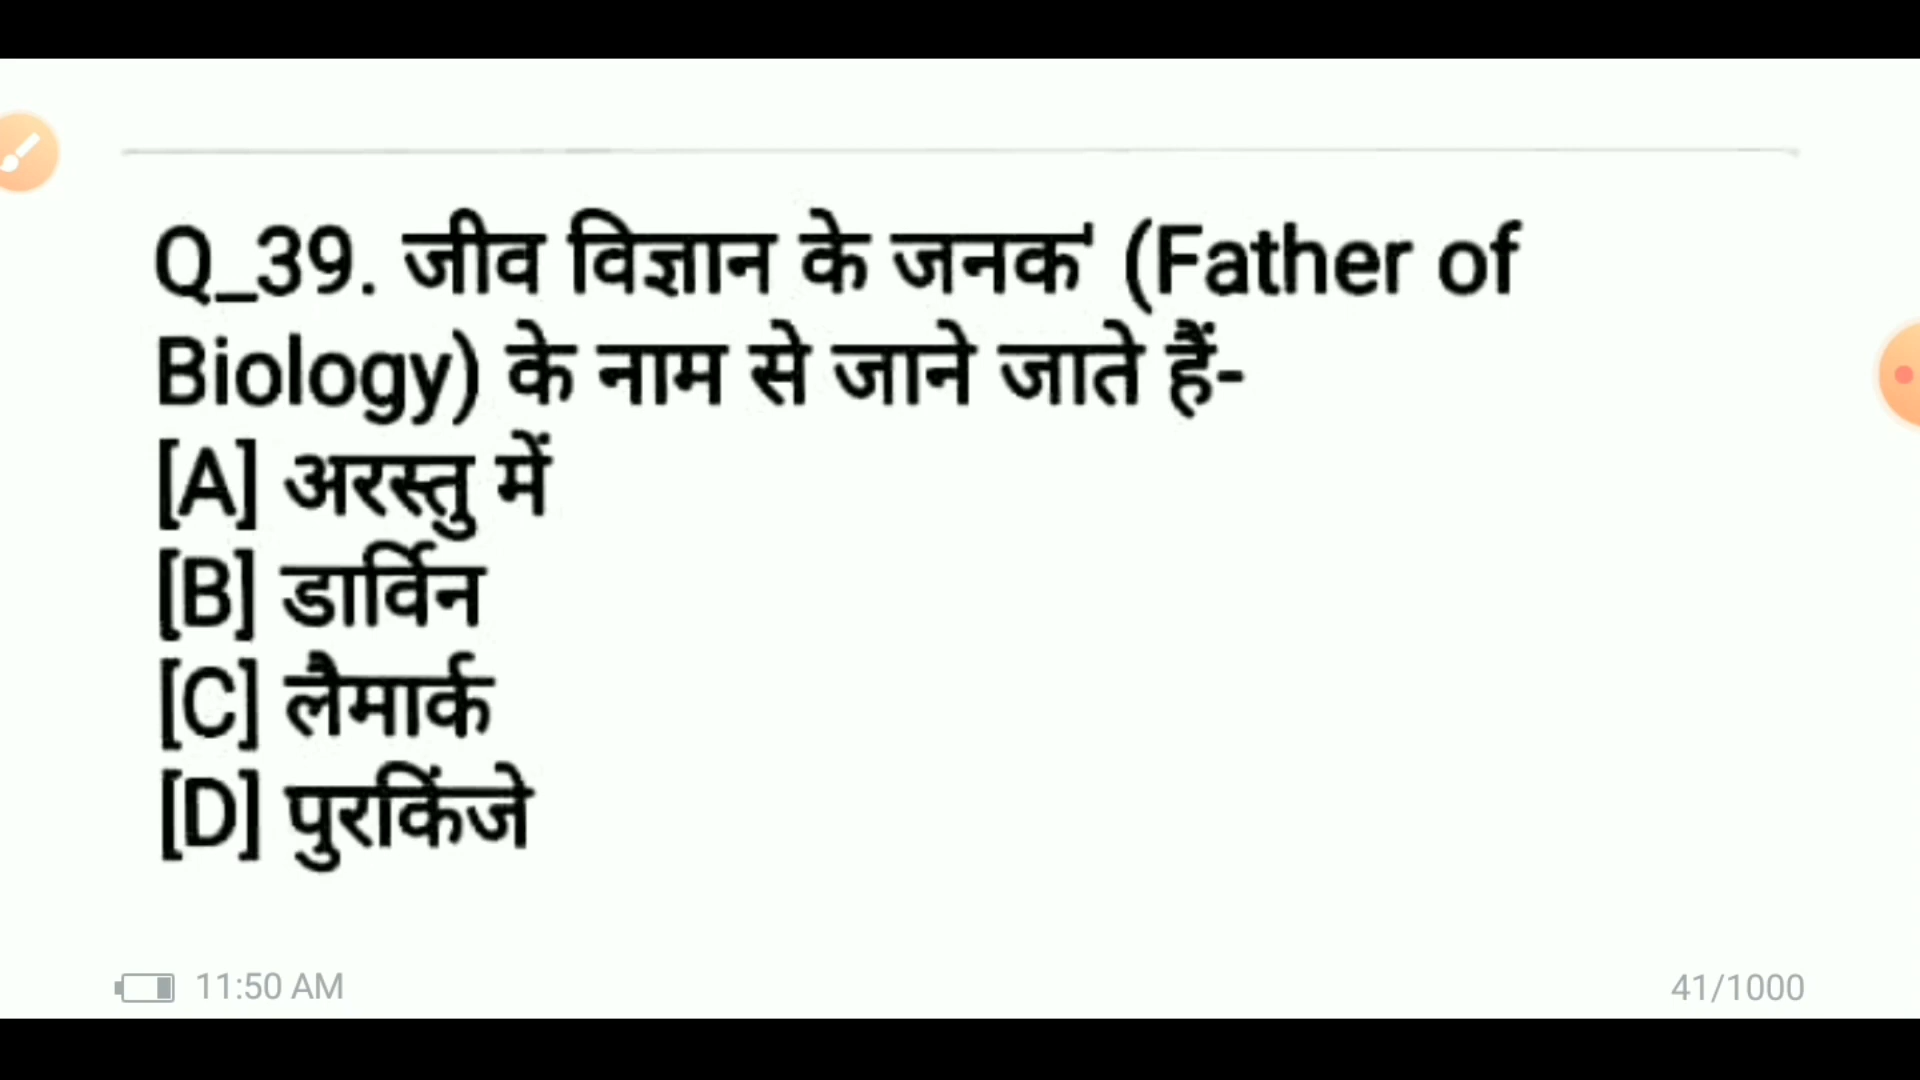 Q_39. जीव विज्ञान के जनक' (Father of
Biology) के नाम से जाने जाते हैं-
[A] अरस्तु में
[B] डार्विन
[C] लैमार्क
[D] पुरकिंजे
11:50 AM
41/1000